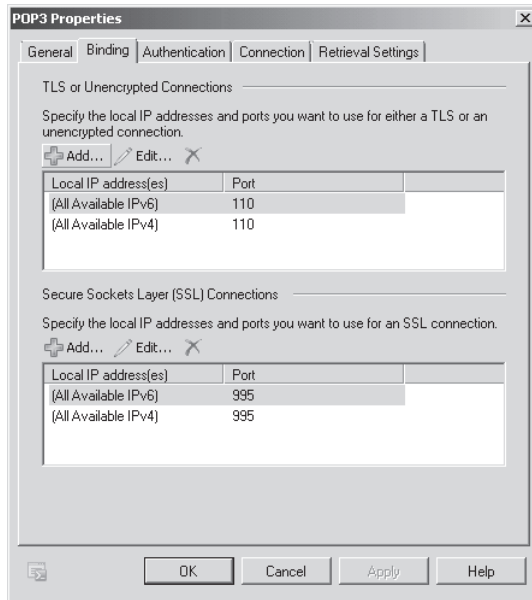 POP3 Properties
General Binding Authentication Connection Retrieval Settings
TLS or Unencrypted Connections
Specify the local IP addresses and ports you want to use for either a TLS or an
unencrypted connection.
Add... Edit...
Local IP address(es) Port
(All Available IPv6) 110
(All Available IPv4) 110
Secure Sockets Layer (SSL) Connections
Specify the local IP addresses and ports you want to use for an SSL connection.
Add... Edit...
Local IP address(es) Port
(All Available IPv6) 995
(All Available IPv4) 995
OK Cancel Apply Help